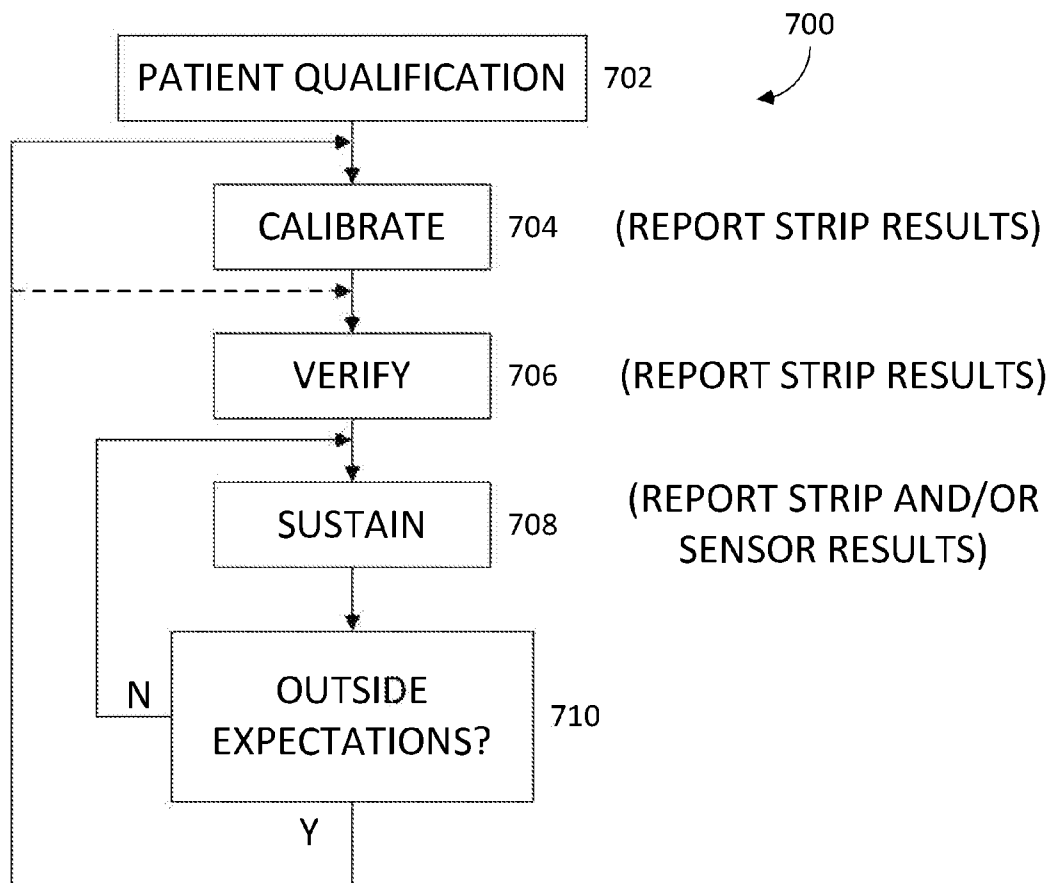 700
PATIENT QUALIFICATION 702
CALIBRATE 704 (REPORT STRIP RESULTS)
VERIFY 706 (REPORT STRIP RESULTS)
SUSTAIN 708 (REPORT STRIP AND/OR
SENSOR RESULTS)
N
OUTSIDE
EXPECTATIONS?
710
Y